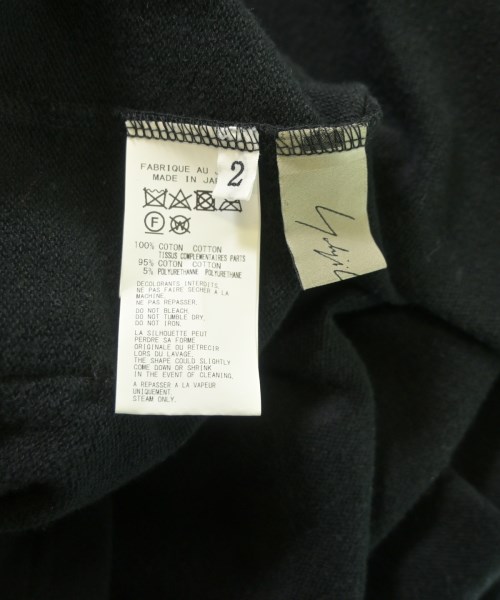 FABRIQUE AU
MADE IN
2
F
W
100% COTON COTTON
TISSUS COMPLEMENTAIRES PARTS
95% COTON COTTON
5% POLYURETHANNE POLYURETHANE
DECOLORANTS INTERDITS.
NE PAS FAIRE SECHER A LA
MACHINE.
NE PAS REPASSER.
DO NOT BLEACH.
DO NOT TUMBLE DRY.
DO NOT IRON.
LA SILHOUETTE PEUT
PERDRE SA FORME
ORIGINALE OU RETRECIR
LORS DU LAVAGE.
THE SHAPE COULD SLIGHTLY
COME DOWN OR SHRINK
IN THE EVENT OF CLEANING.
A REPASSER A LA VAPEUR
UNIQUEMENT.
STEAM ONLY.